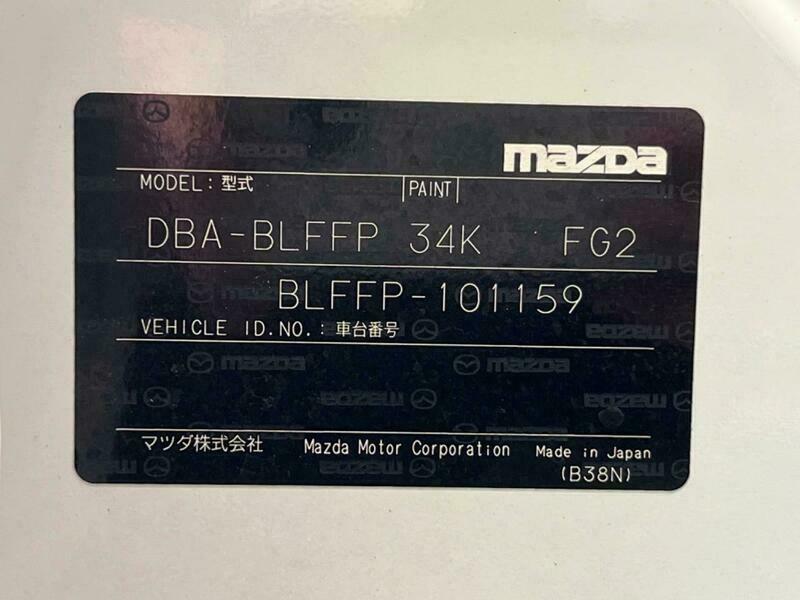 mazda
MODEL: 型式 PAINT
DBA-BLFFP 34K FG2
BLFFP-101159
VEHICLE ID.NO.: 車台番号
マツダ株式会社 Mazda Motor Corporation Made in Japan
(B38N)